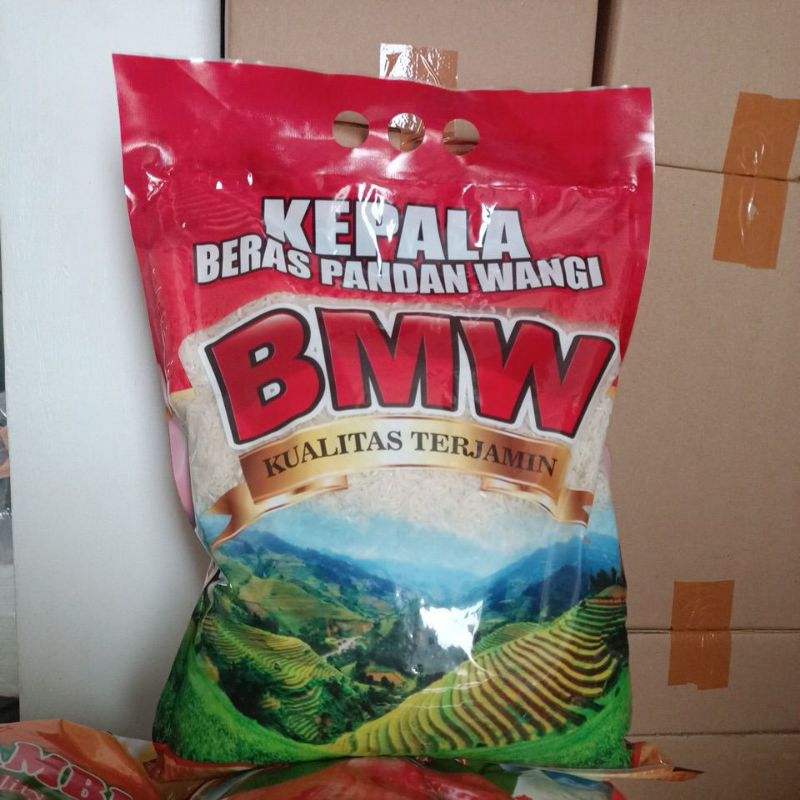 KEPALA
BERAS PANDAN WANGI
BMW
KUALITAS TERJAMIN